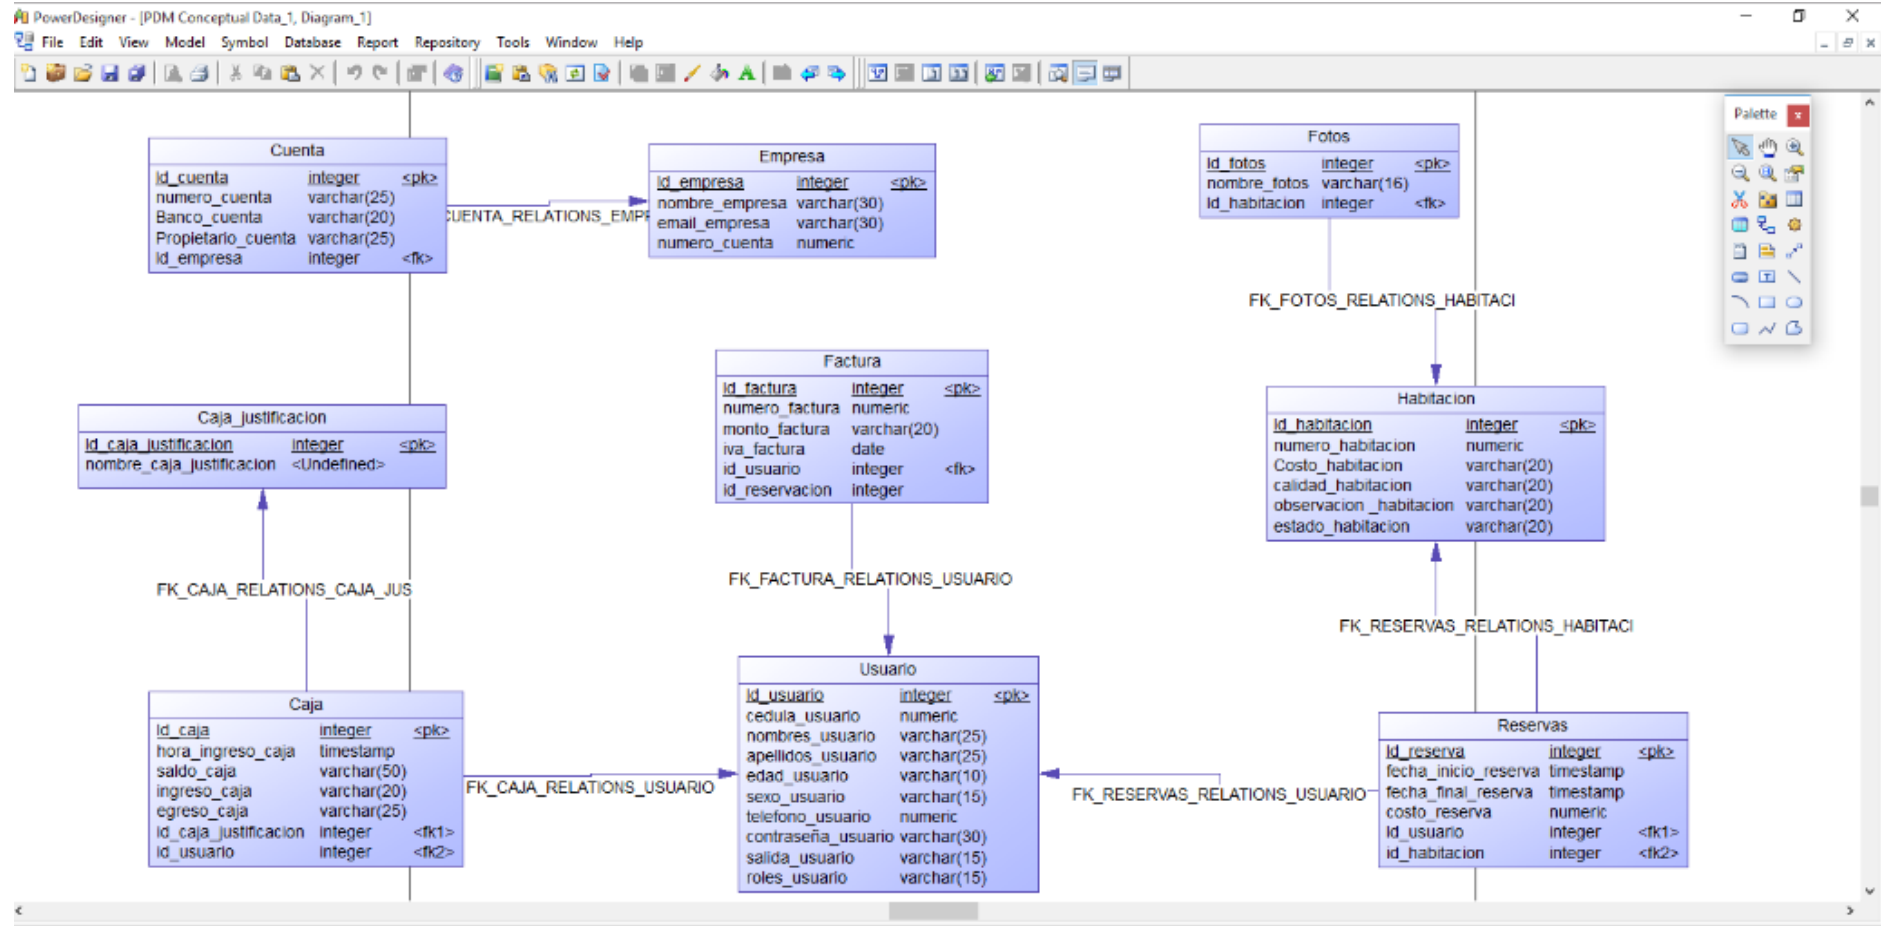 PowerDesigner - [PDM Conceptual Data_1, Diagram_1]
File Edit View Model Symbol Database Report Repository Tools Window Help
Palette
Cuenta
Id_cuenta integer <pk>
numero_cuenta varchar(25)
Banco_cuenta varchar(20)
Propietario_cuenta varchar(25)
Id_empresa integer <fk>
CUENTA_RELATIONS_EMPR
Empresa
Id_empresa integer <pk>
nombre_empresa varchar(30)
email_empresa varchar(30)
numero_cuenta numeric
Fotos
Id_fotos integer <pk>
nombre_fotos varchar(16)
Id_habitacion integer <fk>
FK_FOTOS_RELATIONS_HABITACI
Factura
Id_factura integer <pk>
numero_factura numeric
monto_factura varchar(20)
iva_factura date
id_usuario integer <fk>
id_reservacion integer
Habitacion
Id_habitacion integer <pk>
numero_habitacion numeric
Costo_habitacion varchar(20)
calidad_habitacion varchar(20)
observacion _habitacion varchar(20)
estado_habitacion varchar(20)
Caja_justificacion
Id_caja_justificacion integer <pk>
nombre_caja_justificacion <Undefined>
FK_CAJA_RELATIONS_CAJA_JUS
FK_FACTURA_RELATIONS_USUARIO
FK_RESERVAS_RELATIONS_HABITACI
Caja
Id_caja integer <pk>
hora_ingreso_caja timestamp
saldo_caja varchar(50)
ingreso_caja varchar(20)
egreso_caja varchar(25)
id_caja_justificacion integer <fk1>
id_usuario integer <fk2>
FK_CAJA_RELATIONS_USUARIO
Usuario
Id_usuario integer <pk>
cedula_usuario numeric
nombres_usuario varchar(25)
apellidos_usuario varchar(25)
edad_usuario varchar(10)
sexo_usuario varchar(15)
telefono_usuario numeric
contraseña_usuario varchar(30)
salida_usuario varchar(15)
roles_usuario varchar(15)
FK_RESERVAS_RELATIONS_USUARIO
Reservas
Id_reserva integer <pk>
fecha_inicio_reserva timestamp
fecha_final_reserva timestamp
costo_reserva numeric
Id_usuario integer <fk1>
id_habitacion integer <fk2>